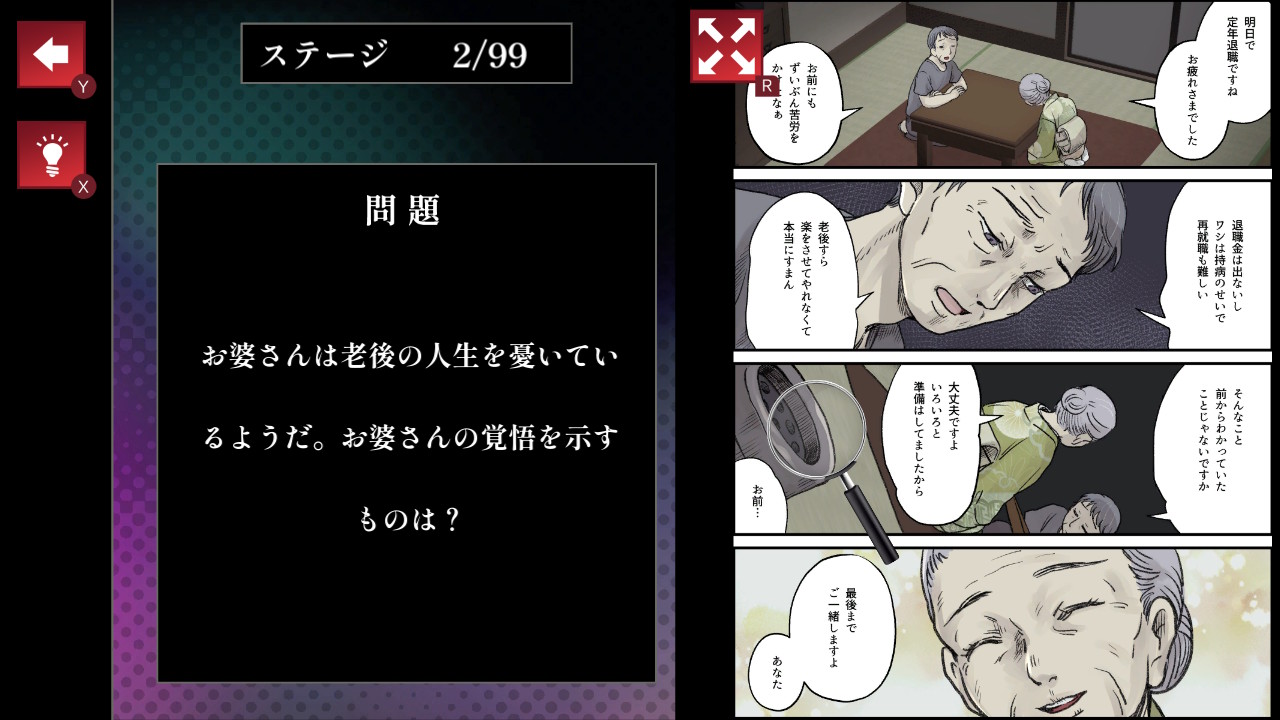 Y
X
ステージ 2/99
問題
お婆さんは老後の人生を憂いてい
るようだ。お婆さんの覚悟を示す
ものは？
R
明日で
定年退職ですね
お疲れさまでした
お前にも
ずいぶん苦労を
退職金は出ないし
ワシは持病のせいで
再就職も難しい
老後すら
楽をさせてやれなくて
本当にすまん
そんなこと
前からわかっていた
ことじゃないですか
大丈夫ですよ
いろいろと
準備はしてましたから
お前…
最後まで
ご一緒しますよ
あなた